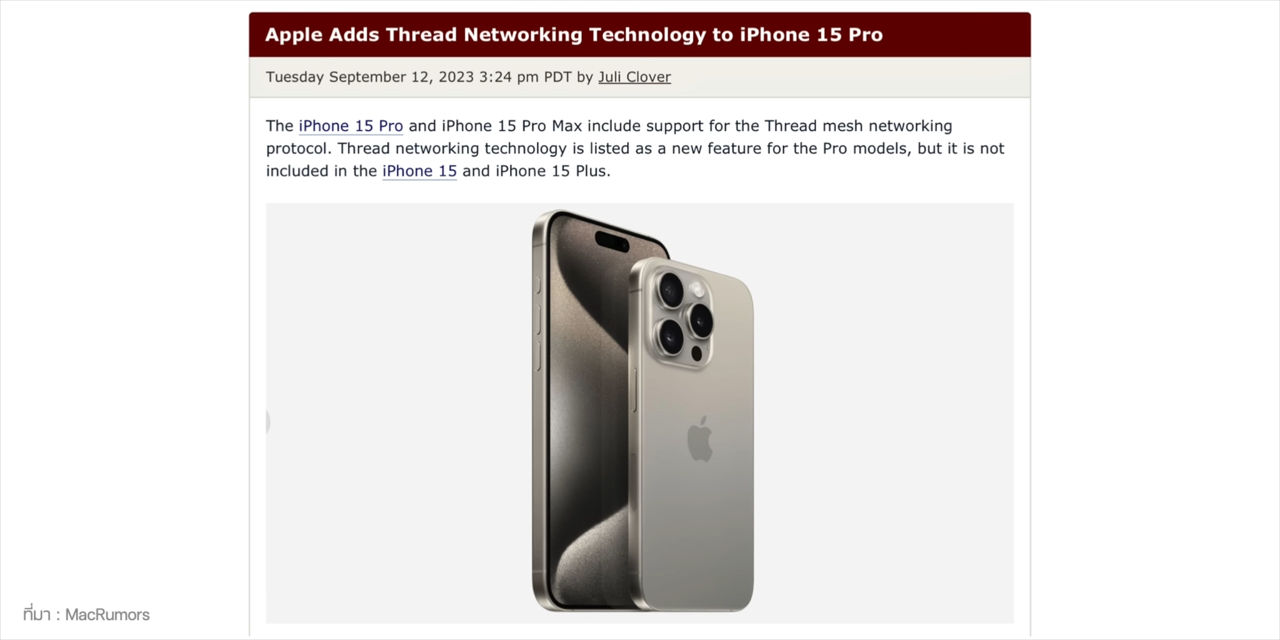 Apple Adds Thread Networking Technology to iPhone 15 Pro
Tuesday September 12, 2023 3:24 pm PDT by Juli Clover
The iPhone 15 Pro and iPhone 15 Pro Max include support for the Thread mesh networking
protocol. Thread networking technology is listed as a new feature for the Pro models, but it is not
included in the iPhone 15 and iPhone 15 Plus.
ที่มา : MacRumors